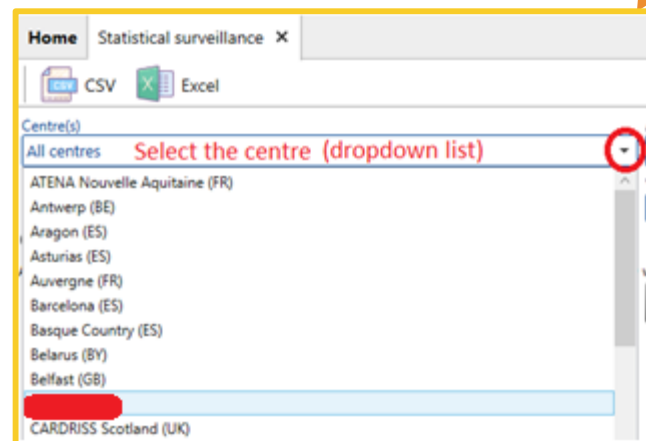 Home Statistical surveillance ×
CSV CSV Excel
Centre(s)
All centres Select the centre (dropdown list)
ATENA Nouvelle Aquitaine (FR)
Antwerp (BE)
Aragon (ES)
Asturias (ES)
Auvergne (FR)
Barcelona (ES)
Basque Country (ES)
Belarus (BY)
Belfast (GB)
CARDRISS Scotland (UK)